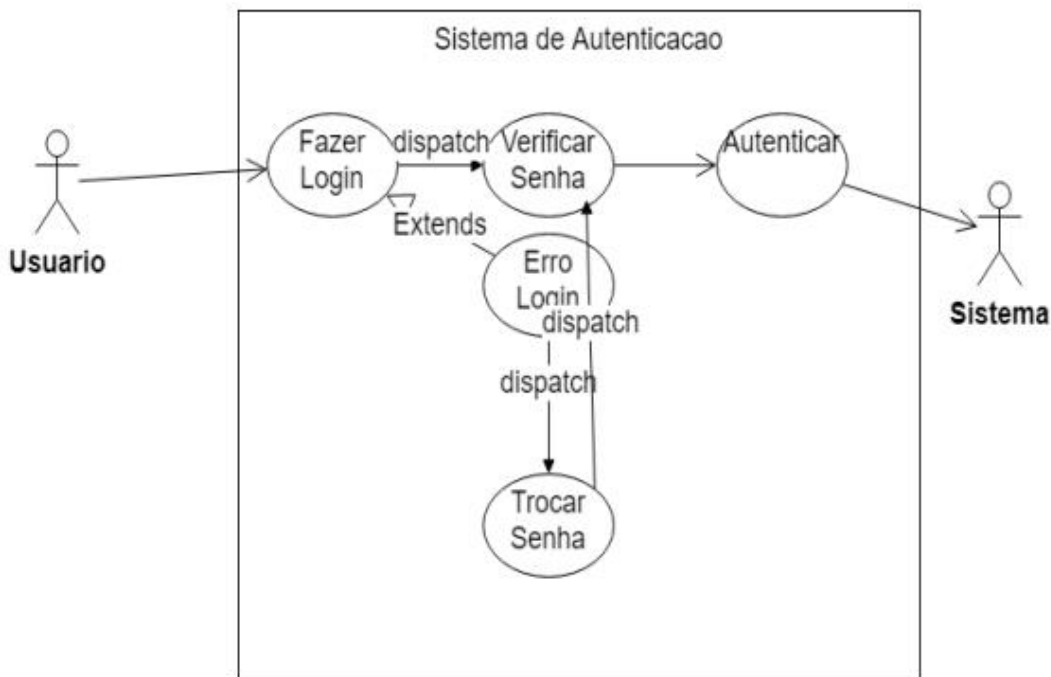 Sistema de Autenticacao
Fazer
Login
dispatch
Verificar
Senha
Autenticar
Extends
Usuario
Erro
Login
dispatch
Sistema
dispatch
Trocar
Senha